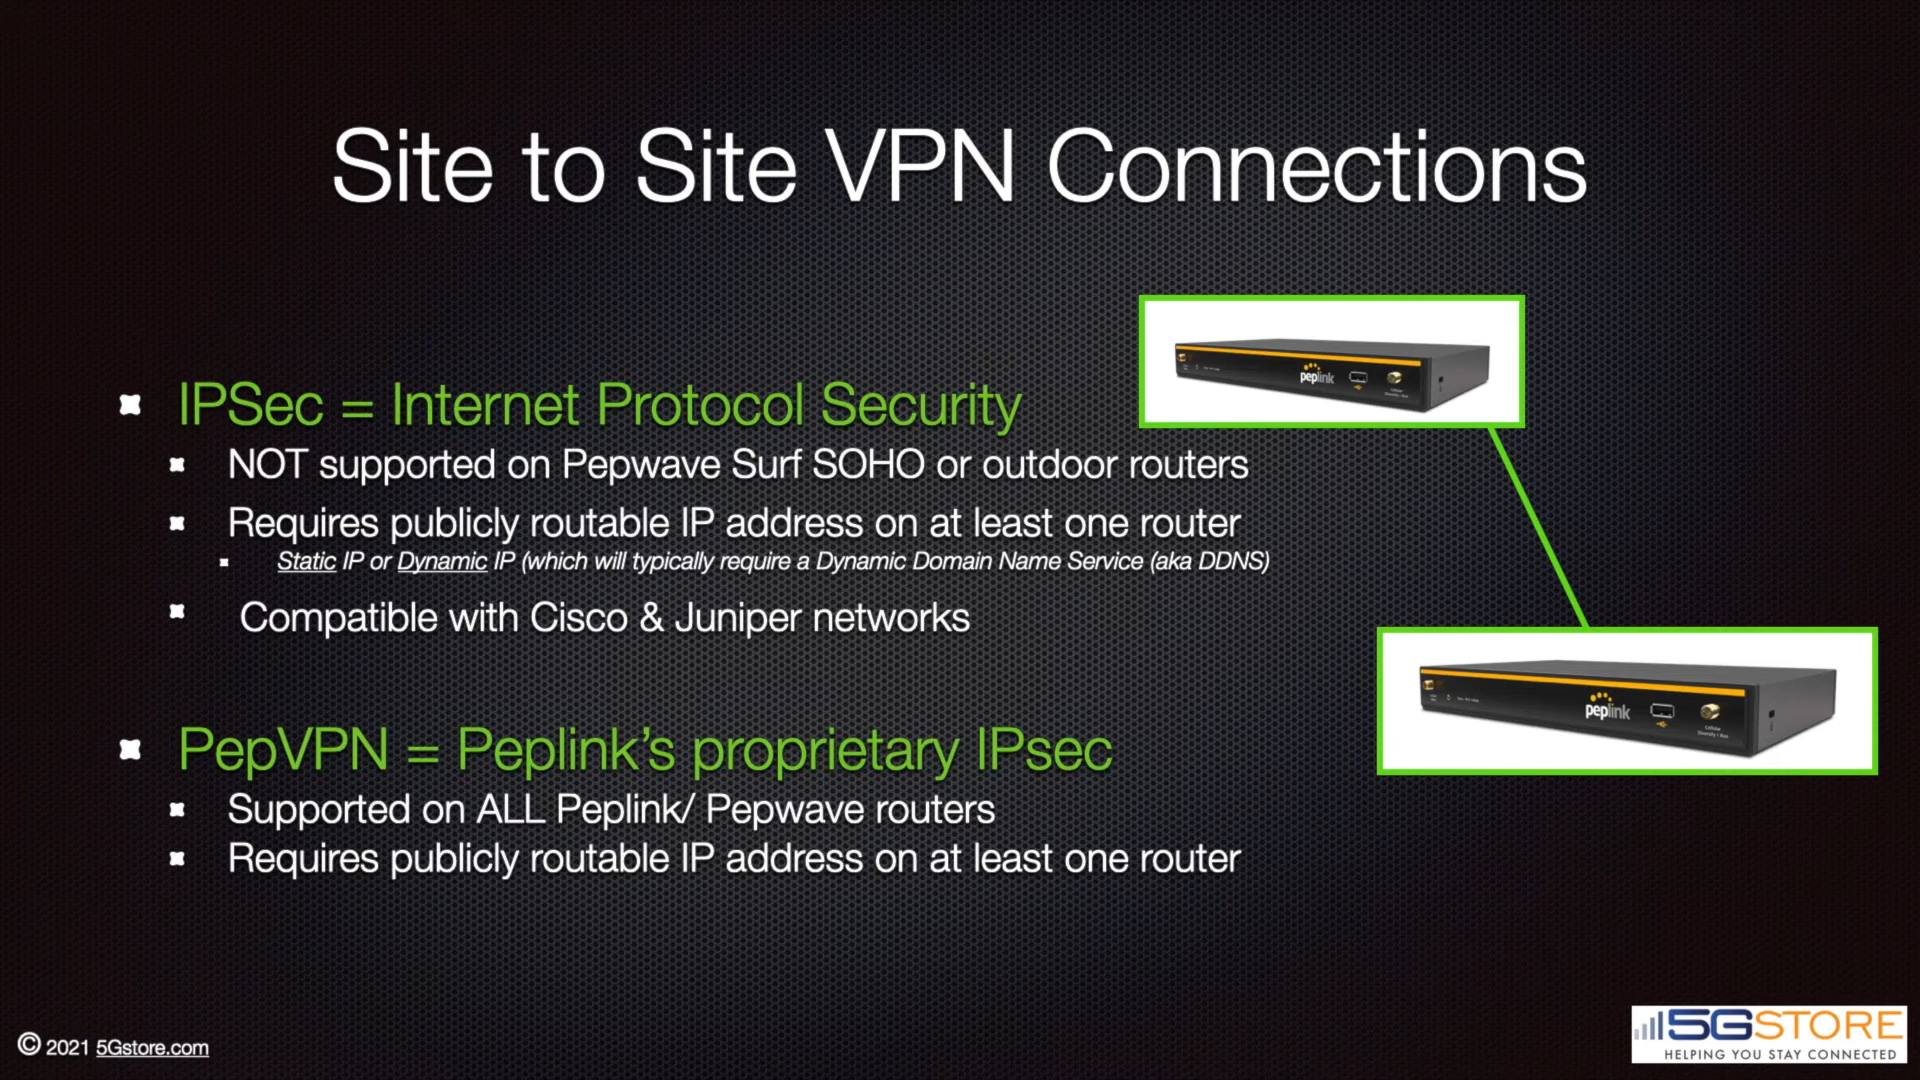 Site to Site VPN Connections
IPSec = Internet Protocol Security
NOT supported on Pepwave Surf SOHO or outdoor routers
Requires publicly routable IP address on at least one router
Static IP or Dynamic IP (which will typically require a Dynamic Domain Name Service (aka DDNS)
Compatible with Cisco & Juniper networks
PepVPN = Peplink's proprietary IPsec
Supported on ALL Peplink/ Pepwave routers
Requires publicly routable IP address on at least one router
peplink
peplink
© 2021 5Gstore.com
5GSTORE
HELPING YOU STAY CONNECTED